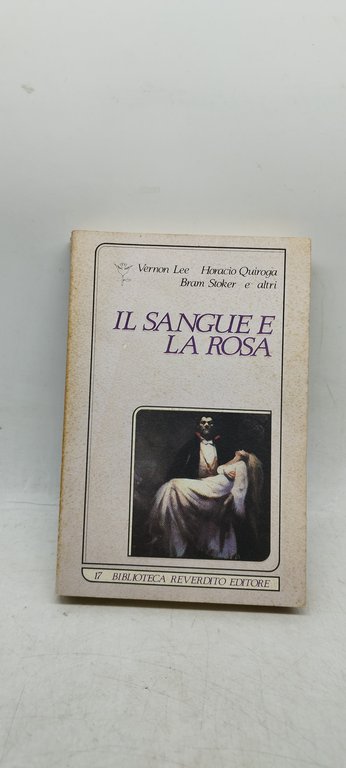 Vernon Lee Horacio Quiroga
Bram Stoker e altri
IL SANGUE E
LA ROSA
17 BIBLIOTECA REVERDITO EDITORE